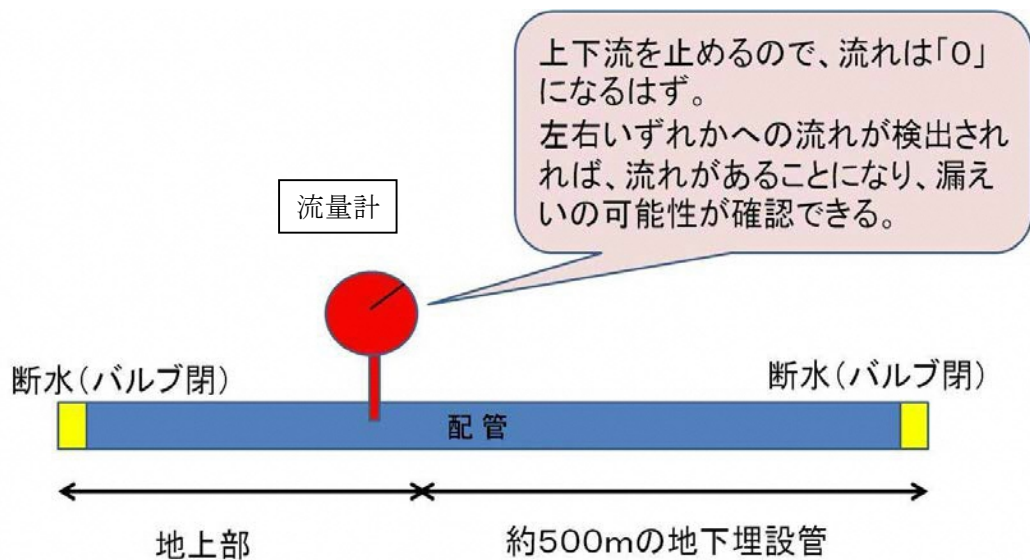 上下流を止めるので、流れは「0」
になるはず。
左右いずれかへの流れが検出されれ
れば、流れがあることになり、漏え
いの可能性が確認できる。
流量計
断水(バルブ閉)
断水(バルブ閉)
配管
地上部
約500mの地下埋設管